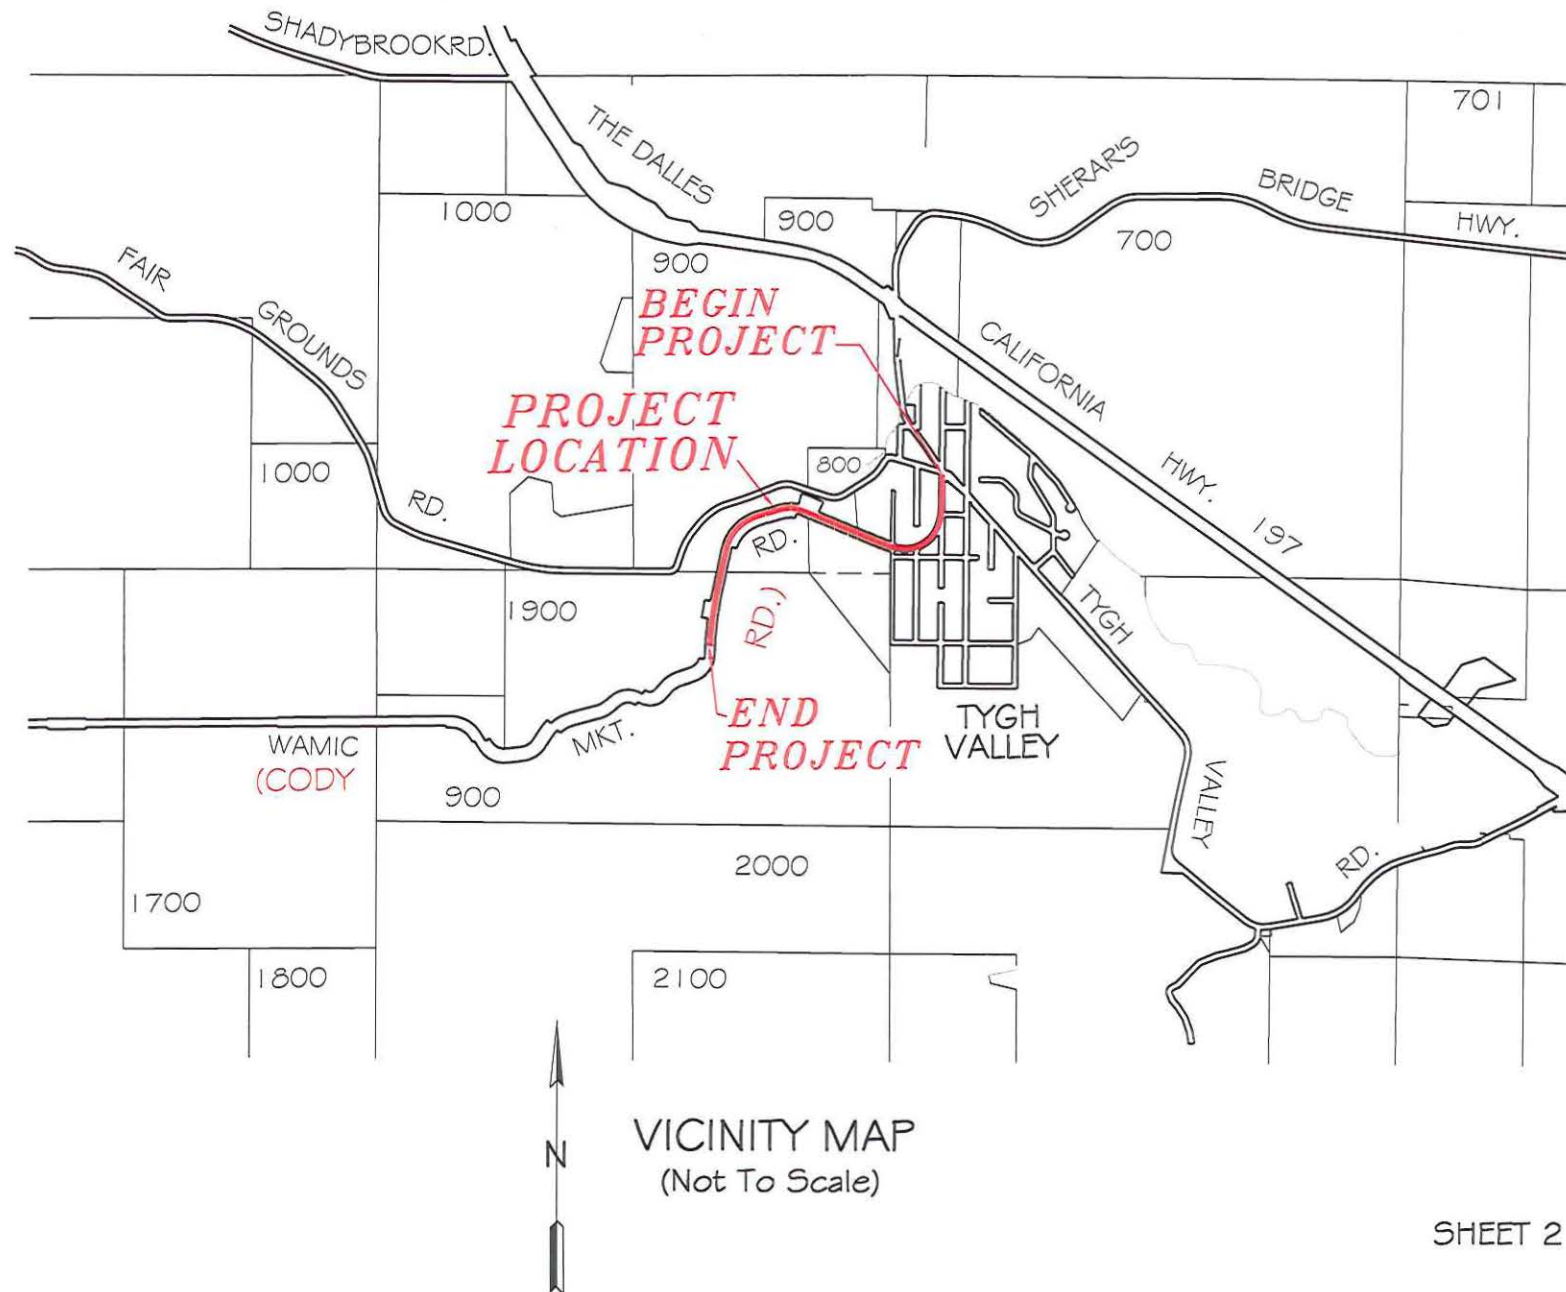 SHADYBROOK RD.
701
THE DALLES
SHERAR'S
BRIDGE
HWY.
1000
900
700
FAIR
900
BEGIN
PROJECT
GROUNDS
CALIFORNIA
PROJECT
LOCATION
1000
800
HWY.
RD.
197
RD.
1900
RD.)
TYGH
END
PROJECT
TYGH
VALLEY
WAMIC
(CODY
MKT.
900
VALLEY
2000
RD.
1700
1800
2100
N
VICINITY MAP
(Not To Scale)
SHEET 2